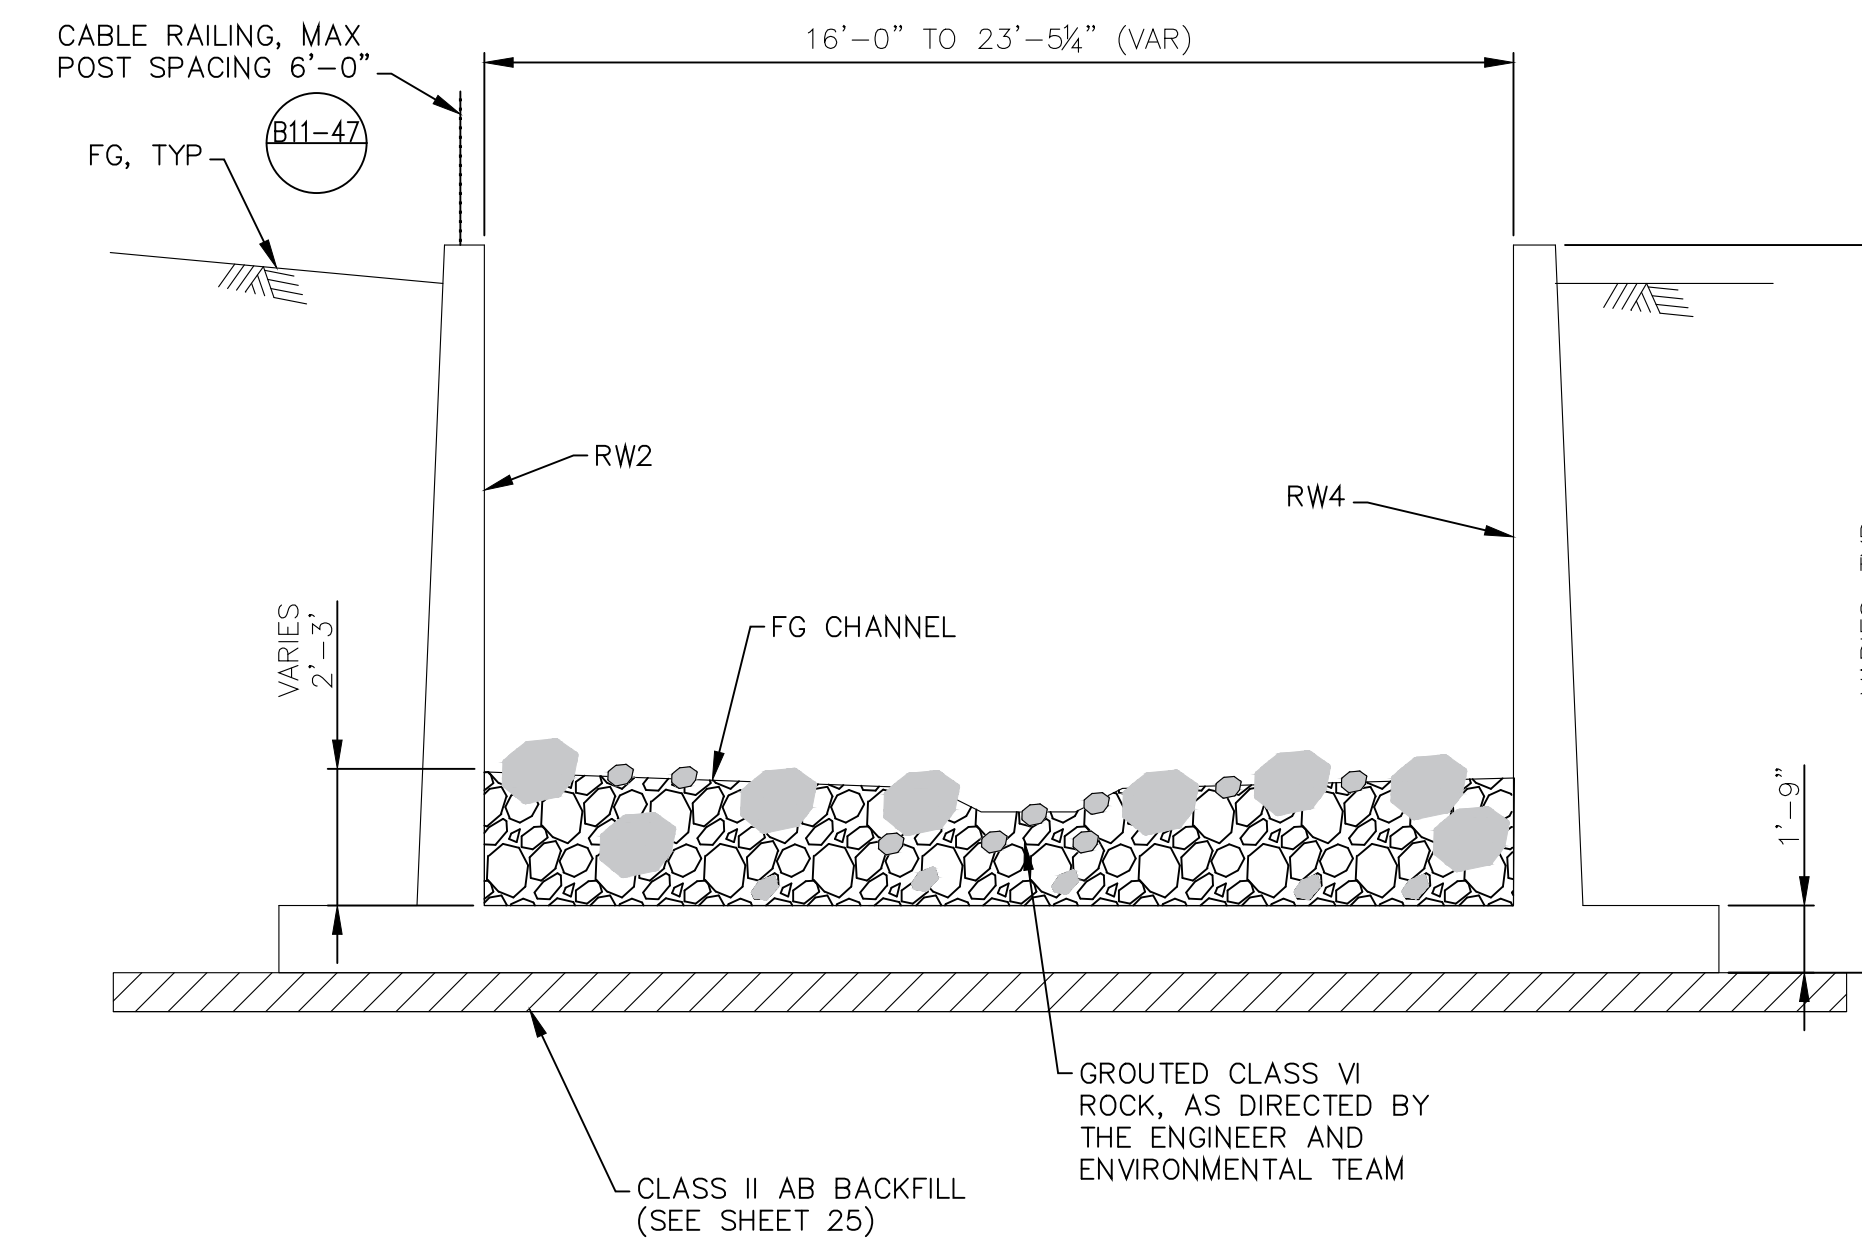 CABLE RAILING, MAX
POST SPACING 6'-0"
16'-0" TO 23'-5¼" (VAR)
B11-47
FG, TYP
RW2
RW4
VARIES
2'-3'
FG CHANNEL
1'-9"
GROUTED CLASS VI
ROCK, AS DIRECTED BY
THE ENGINEER AND
ENVIRONMENTAL TEAM
CLASS II AB BACKFILL
(SEE SHEET 25)